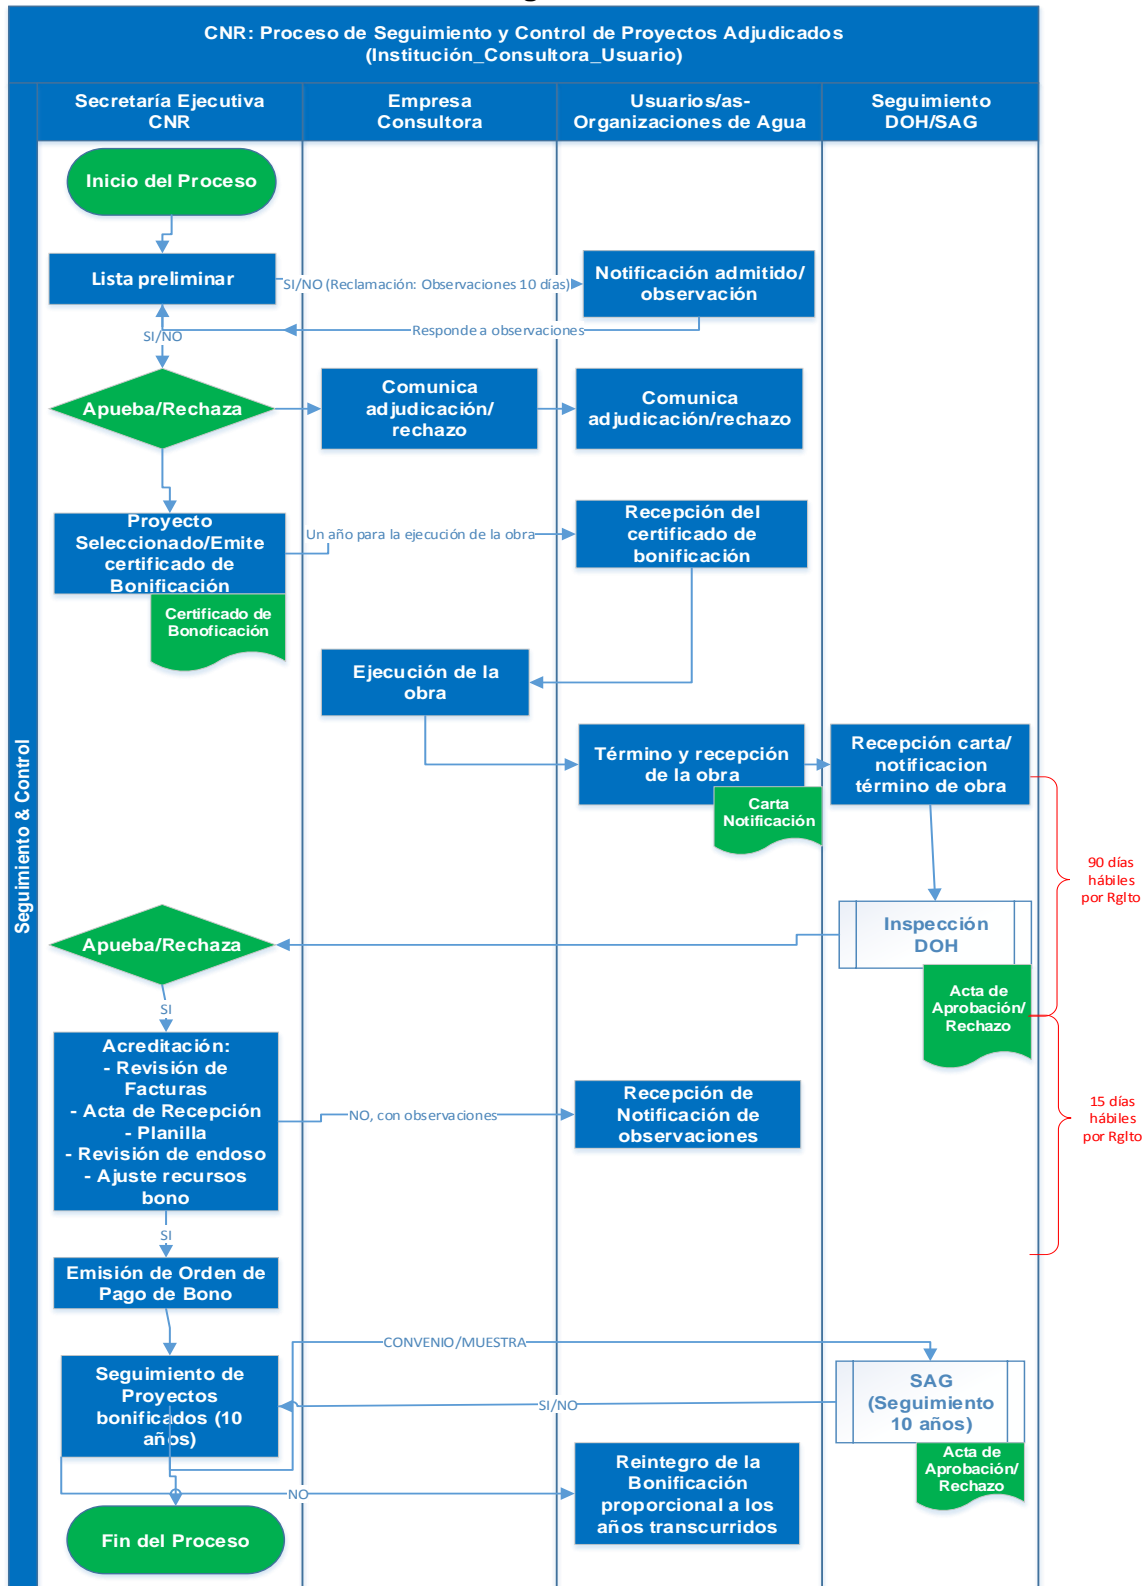 CNR: Proceso de Seguimiento y Control de Proyectos Adjudicados
(Institución_Consultora_Usuario)
Secretaría Ejecutiva
CNR
Empresa
Consultora
Usuarios/as-
Organizaciones de Agua
Seguimiento
DOH/SAG
Seguimiento & Control
Inicio del Proceso
Lista preliminar
SI/NO (Reclamación: Observaciones 10 días)
Notificación admitido/
observación
Responde a observaciones
SI/NO
Apueba/Rechaza
Comunica
adjudicación/
rechazo
Comunica
adjudicación/rechazo
Proyecto
Seleccionado/Emite
certificado de
Bonificación
Certificado de
Bonoficación
Un año para la ejecución de la obra
Recepción del
certificado de
bonificación
Ejecución de la
obra
Término y recepción
de la obra
Carta
Notificación
Recepción carta/
notificacion
término de obra
90 días
hábiles
por Rglto
Inspección
DOH
Acta de
Aprobación/
Rechazo
Apueba/Rechaza
SI
Acreditación:
- Revisión de
Facturas
- Acta de Recepción
- Planilla
- Revisión de endoso
- Ajuste recursos
bono
NO, con observaciones
Recepción de
Notificación de
observaciones
15 días
hábiles
por Rglto
SI
Emisión de Orden de
Pago de Bono
CONVENIO/MUESTRA
Seguimiento de
Proyectos
bonificados (10
años)
SI/NO
SAG
(Seguimiento
10 años)
Acta de
Aprobación/
Rechazo
NO
Reintegro de la
Bonificación
proporcional a los
años transcurridos
Fin del Proceso